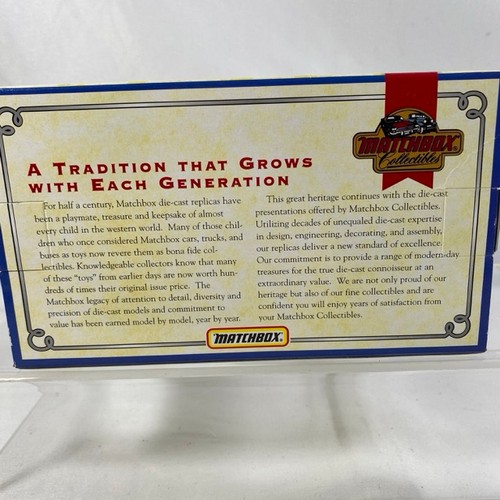 MATCHBOX
Collectibles
A TRADITION THAT GROWS
WITH EACH GENERATION
For half a century, Matchbox die-cast replicas have
been a playmate, treasure and keepsake of almost
every child in the western world. Many of those chil-
dren who once considered Matchbox cars, trucks, and
buses as toys now revere them as bona fide col-
lectibles. Knowledgeable collectors know that many
of these "toys" from earlier days are now worth hun-
dreds of times their original issue price. The
Matchbox legacy of attention to detail, diversity and
precision of die-cast models and commitment to
value has been earned model by model, year by year.
This great heritage continues with the die-cast
presentations offered by Matchbox Collectibles.
Utilizing decades of unequaled die-cast expertise
in design, engineering, decorating, and assembly,
our replicas deliver a new standard of excellence.
Our commitment is to provide a range of modern-day
treasures for the true die-cast connoisseur at an
extraordinary value. We are not only proud of our
heritage but also of our fine collectibles and are
confident you will enjoy years of satisfaction from
your Matchbox Collectibles.
MATCHBOX